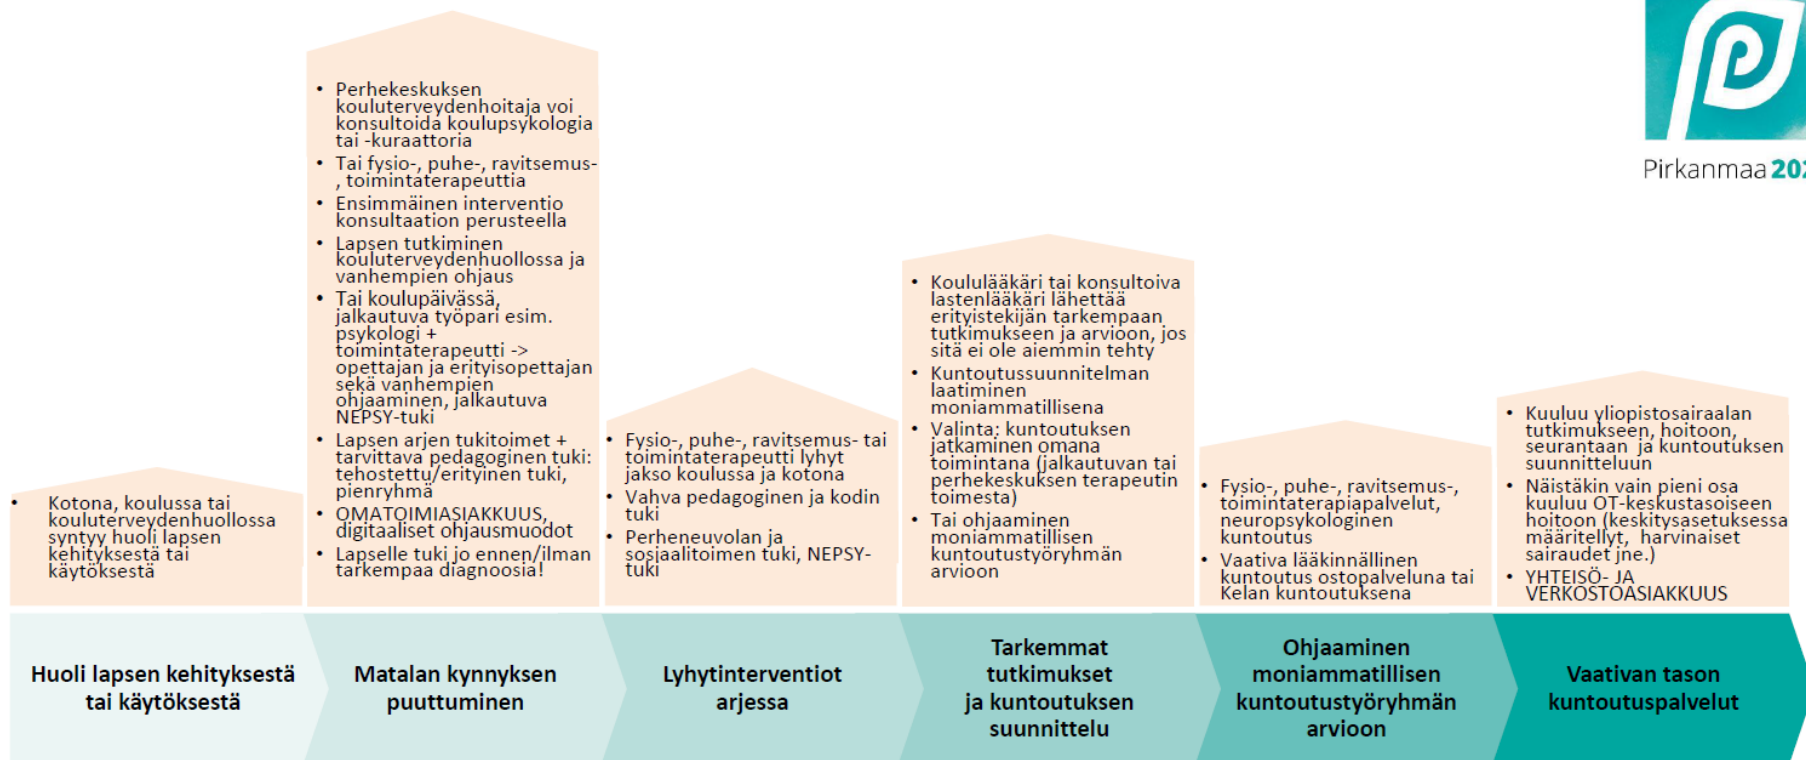 Pirkanmaa 202
• Kotona, koulussa tai
kouluterveydenhuollossa
syntyy huoli lapsen
kehityksestä tai
käytöksestä
• Perhekeskuksen
kouluterveydenhoitaja voi
konsultoida koulupsykologia
tai -kuraattoria
• Tai fysio-, puhe-, ravitsemus-
, toimintaterapeuttia
• Ensimmäinen interventio
konsultaation perusteella
• Lapsen tutkiminen
kouluterveydenhuollossa ja
vanhempien ohjaus
• Tai koulupäivässä,
jalkautuva työpari esim.
psykologi +
toimintaterapeutti ->
opettajan ja erityisopettajan
sekä vanhempien
ohjaaminen, jalkautuva
NEPSY-tuki
• Lapsen arjen tukitoimet +
tarvittava pedagoginen tuki:
tehostettu/erityinen tuki,
pienryhmä
• OMATOIMIASIAKKUUS,
digitaaliset ohjausmuodot
• Lapselle tuki jo ennen/ilman
tarkempaa diagnoosia!
• Fysio-, puhe-, ravitsemus- tai
toimintaterapeutti lyhyt
jakso koulussa ja kotona
• Vahva pedagoginen ja kodin
tuki
• Perheneuvolan ja
sosiaalitoimen tuki, NEPSY-
tuki
• Koululääkäri tai konsultoiva
lastenlääkäri lähettää
erityistekijän tarkempaan
tutkimukseen ja arvioon, jos
sitä ei ole aiemmin tehty
• Kuntoutussuunnitelman
laatiminen
moniammatillisena
• Valinta: kuntoutuksen
jatkaminen omana
toimintana (jalkautuvan tai
perhekeskuksen terapeutin
toimesta)
• Tai ohjaaminen
moniammatillisen
kuntoutustyöryhmän
arvioon
• Fysio-, puhe-, ravitsemus-,
toimintaterapiapalvelut,
neuropsykologinen
kuntoutus
• Vaativa lääkinnällinen
kuntoutus ostopalveluna tai
Kelan kuntoutuksena
• Kuuluu yliopistosairaalan
tutkimukseen, hoitoon,
seurantaan ja kuntoutuksen
suunnitteluun
• Näistäkin vain pieni osa
kuuluu OT-keskustasoiseen
hoitoon (keskitysasetuksessa
määritellyt, harvinaiset
sairaudet jne.)
• YHTEISÖ- JA
VERKOSTOASIAKKUUS
Huoli lapsen kehityksestä
tai käytöksestä
Matalan kynnyksen
puuttuminen
Lyhytinterventiot
arjessa
Tarkemmat
tutkimukset
ja kuntoutuksen
suunnittelu
Ohjaaminen
moniammatillisen
kuntoutustyöryhmän
arvioon
Vaativan tason
kuntoutuspalvelut